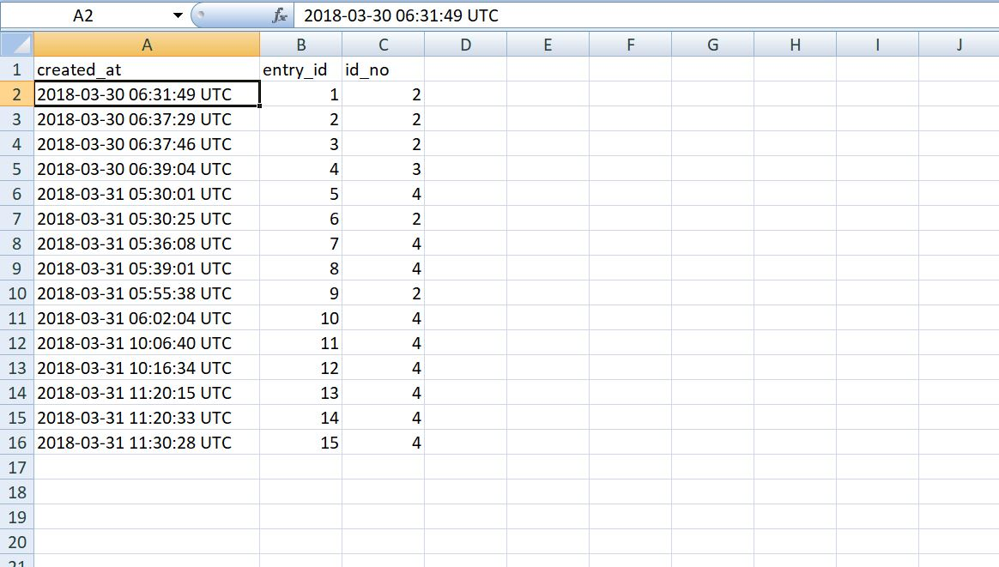 A2 fx 2018-03-30 06:31:49 UTC
A B C D E F G H I J
1 created_at entry_id id_no
2 2018-03-30 06:31:49 UTC 1 2
3 2018-03-30 06:37:29 UTC 2 2
4 2018-03-30 06:37:46 UTC 3 2
5 2018-03-30 06:39:04 UTC 4 3
6 2018-03-31 05:30:01 UTC 5 4
7 2018-03-31 05:30:25 UTC 6 2
8 2018-03-31 05:36:08 UTC 7 4
9 2018-03-31 05:39:01 UTC 8 4
10 2018-03-31 05:55:38 UTC 9 2
11 2018-03-31 06:02:04 UTC 10 4
12 2018-03-31 10:06:40 UTC 11 4
13 2018-03-31 10:16:34 UTC 12 4
14 2018-03-31 11:20:15 UTC 13 4
15 2018-03-31 11:20:33 UTC 14 4
16 2018-03-31 11:30:28 UTC 15 4
17
18
19
20
21